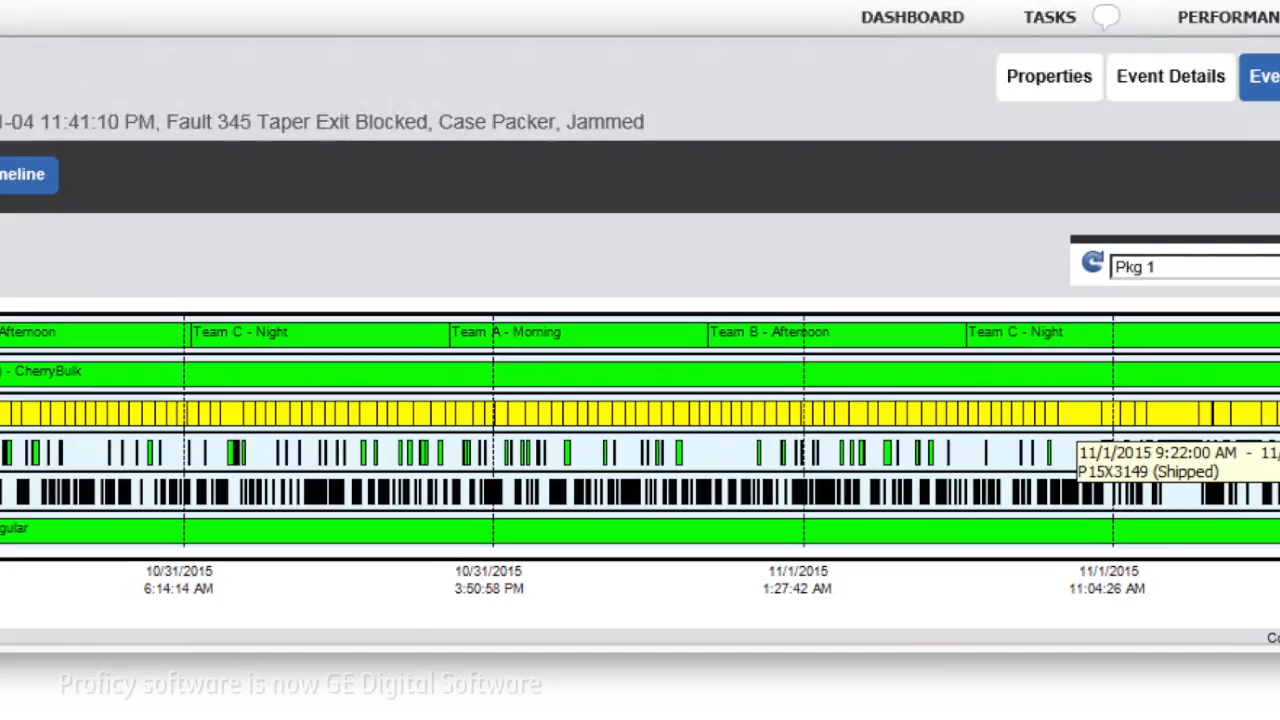 DASHBOARD TASKS PERFORMAN
Properties Event Details Eve
1-04 11:41:10 PM, Fault 345 Taper Exit Blocked, Case Packer, Jammed
meline
Pkg 1
Afternoon Team C - Night Team A - Morning Team B - Afternoon Team C - Night
) - CherryBulk
11/1/2015 9:22:00 AM - 11/
P15X3149 (Shipped)
gular
10/31/2015 10/31/2015 11/1/2015 11/1/2015
6:14:14 AM 3:50:58 PM 1:27:42 AM 11:04:26 AM
Co
Proficy software is now GE Digital Software